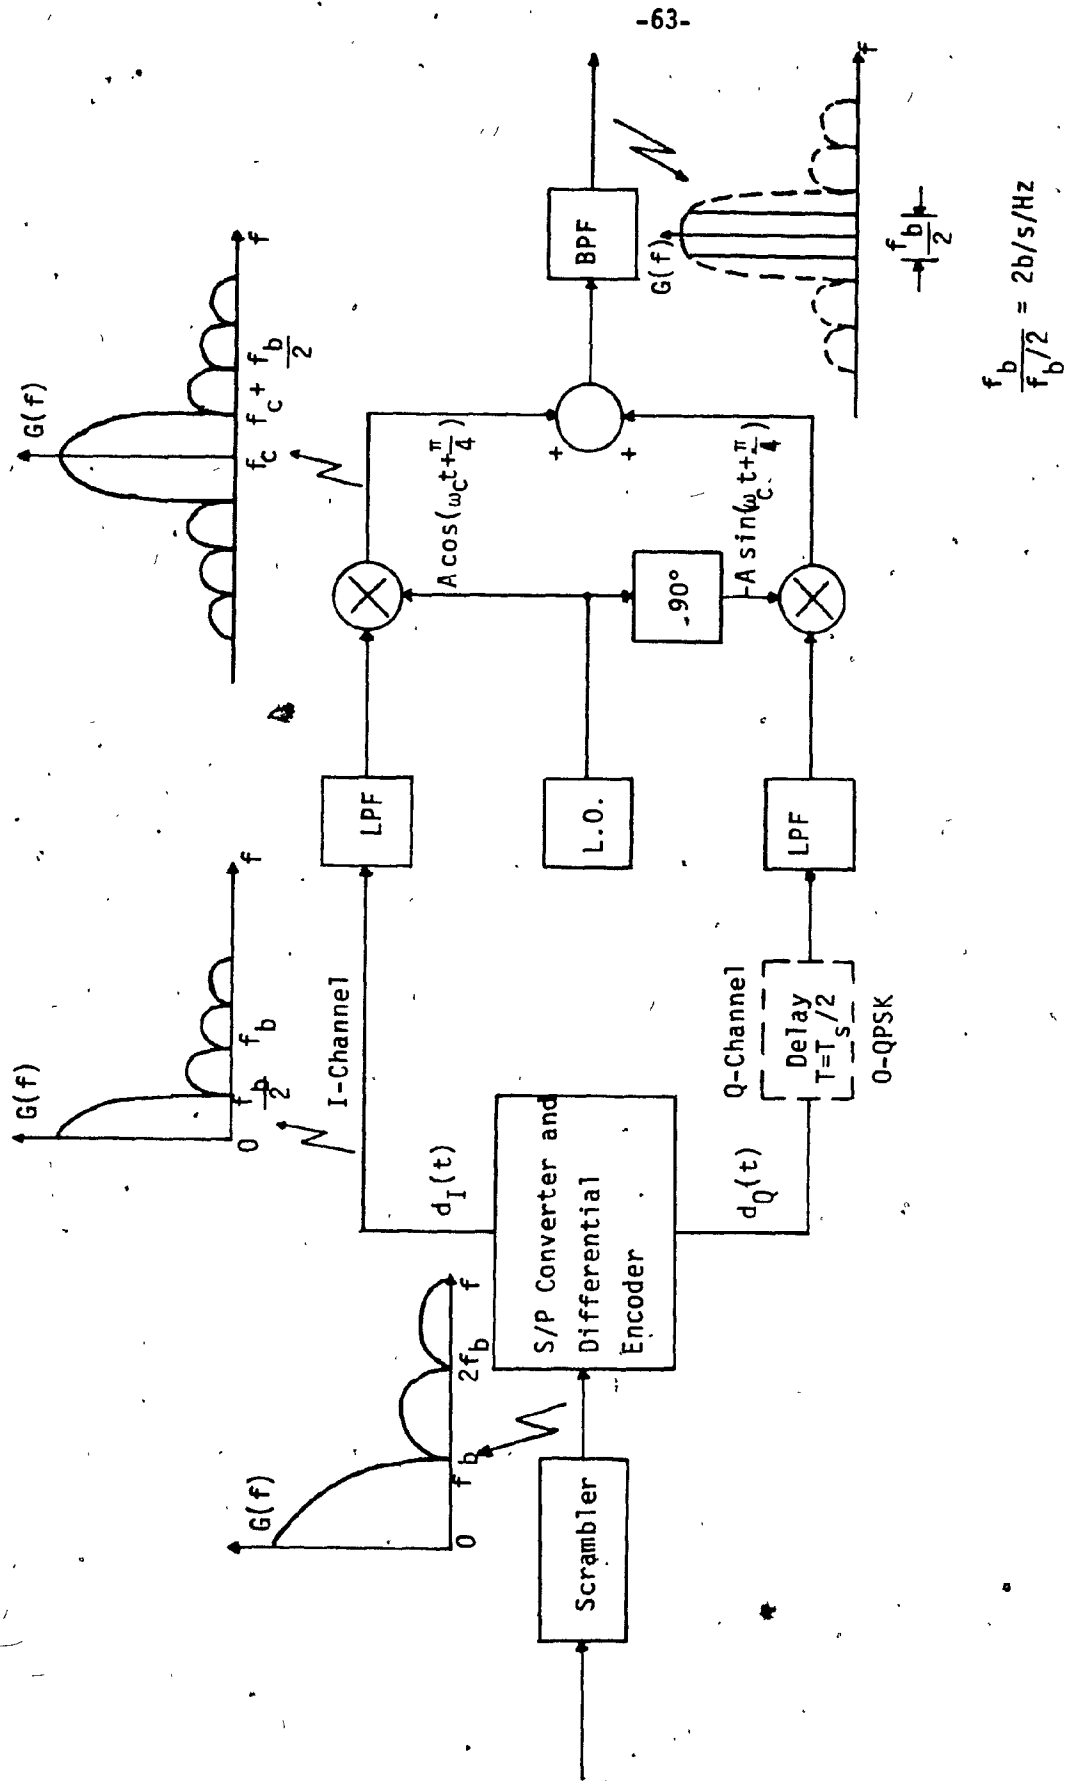 -63-
G(f)
0
f_b
2f_b
f
G(f)
0
f_b/2
f_b
f
G(f)
f_c
f_c + f_b/2
f
Scrambler
S/P Converter and
Differential
Encoder
d_I(t)
I-Channel
LPF
A cos(ω_c t+π/4)
L.O.
-90°
-A sin(ω_c t+π/4)
d_Q(t)
Q-Channel
Delay
T=T_s/2
O-QPSK
LPF
+
+
BPF
G(f)
f
f_b/2
f_b / (f_b/2) = 2b/s/Hz